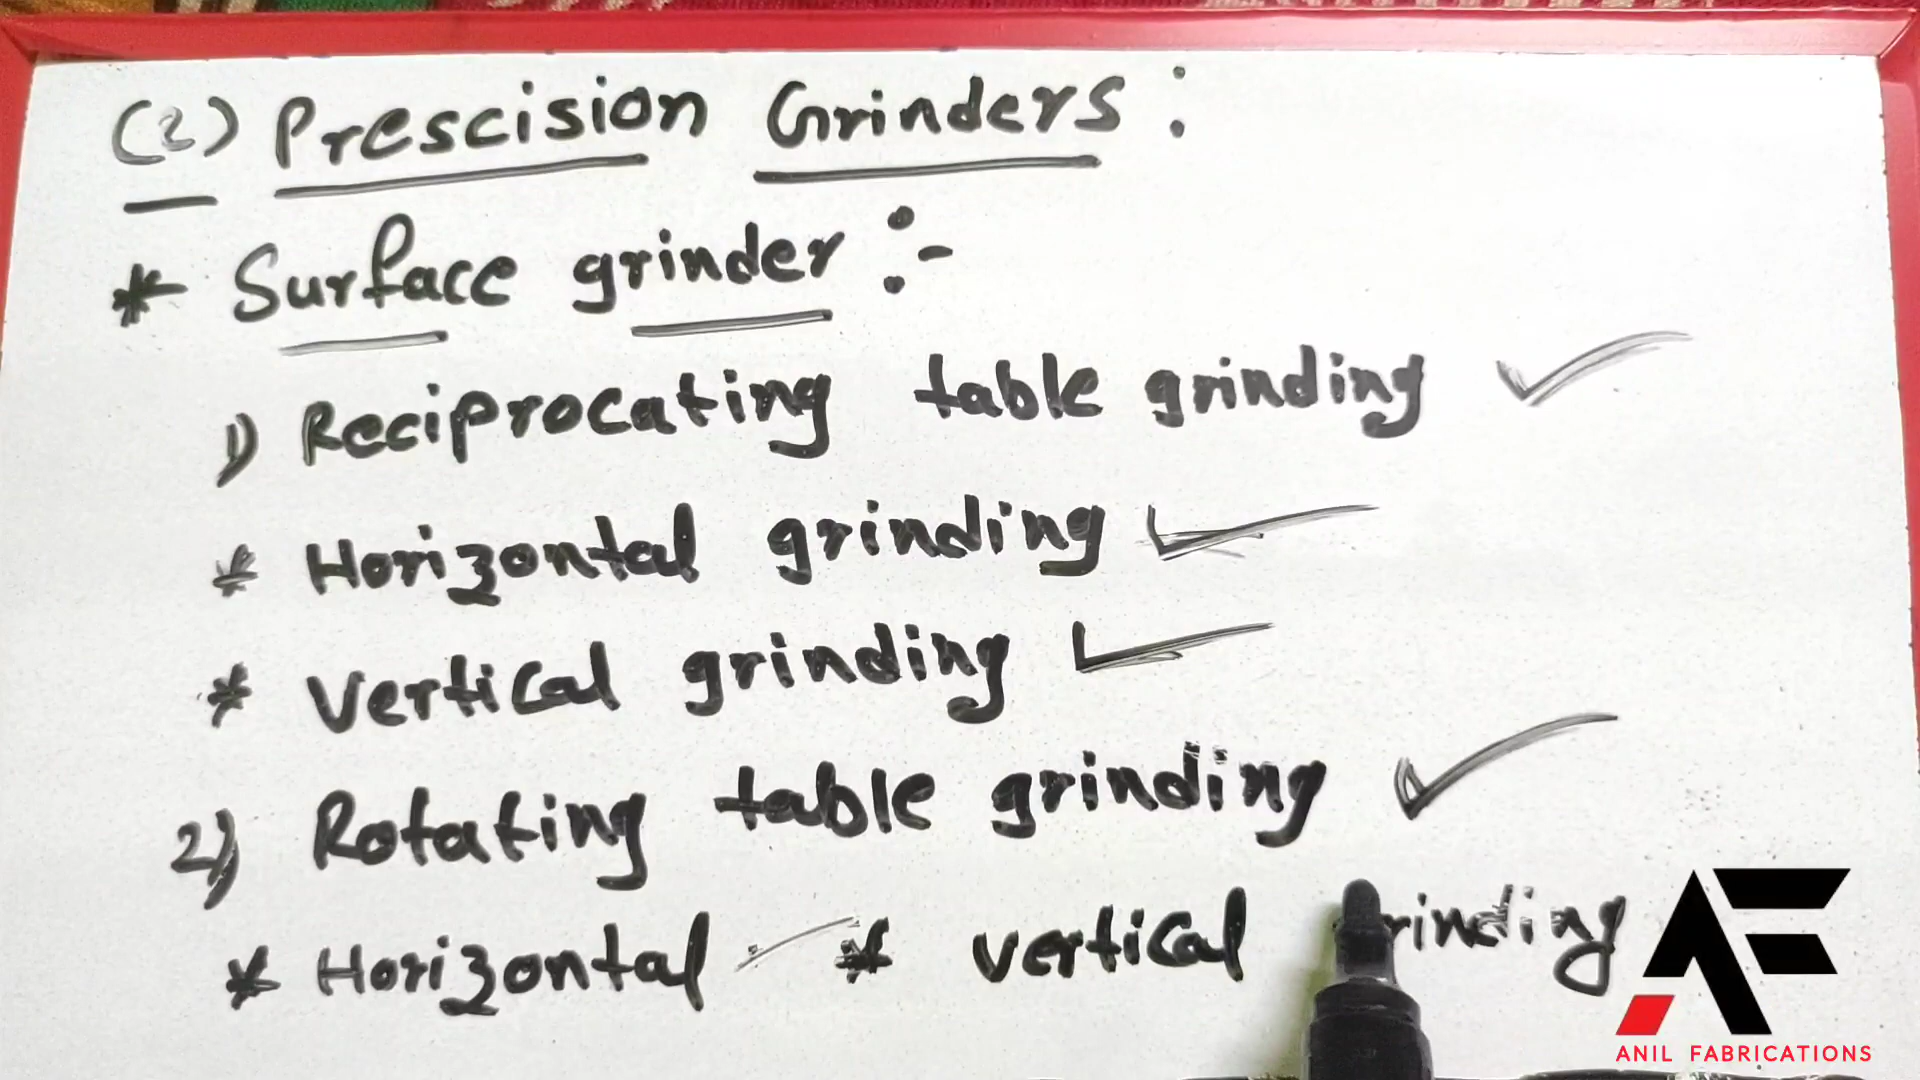 (2) Prescision Grinders :
* Surface grinder :-
1) Reciprocating table grinding ✓
* Horizontal grinding ✓
* Vertical grinding ✓
2) Rotating table grinding ✓
* Horizontal * vertical rinding
AF
ANIL FABRICATIONS